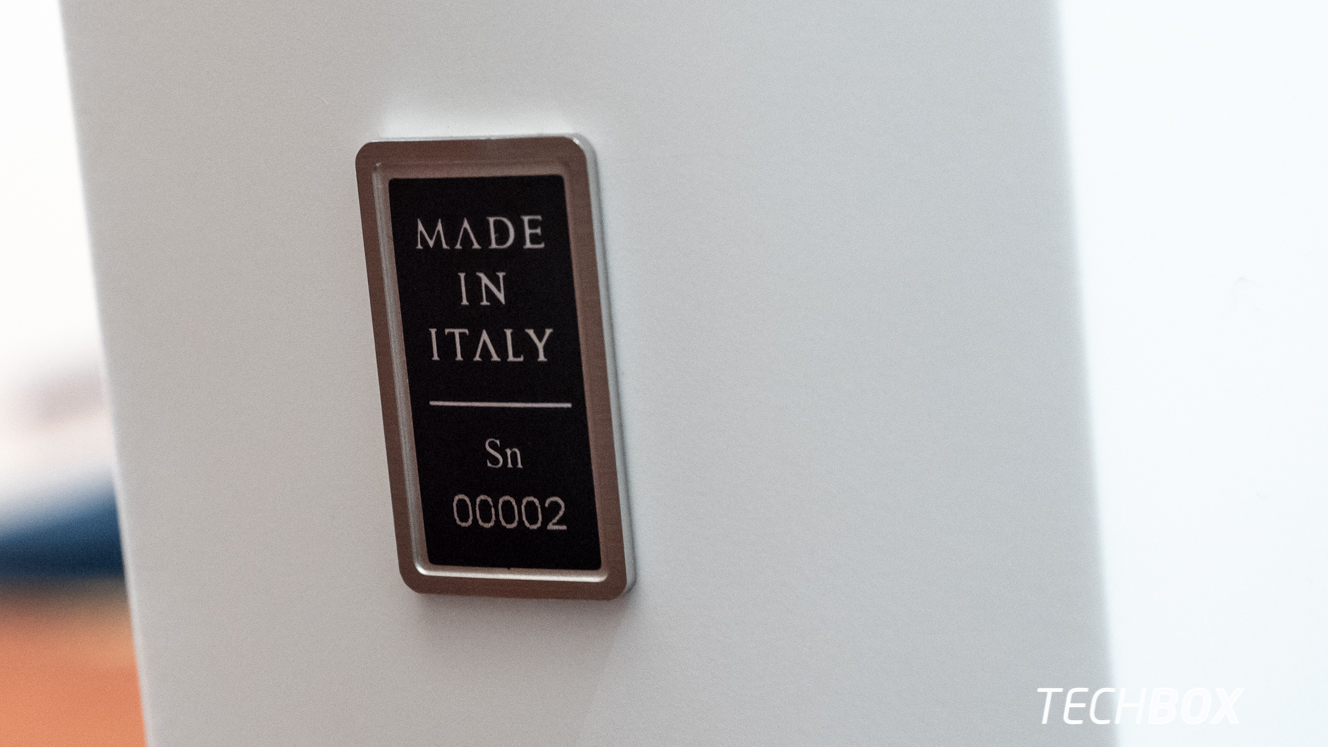 MADE
IN
ITALY
Sn
00002
TECHBOX